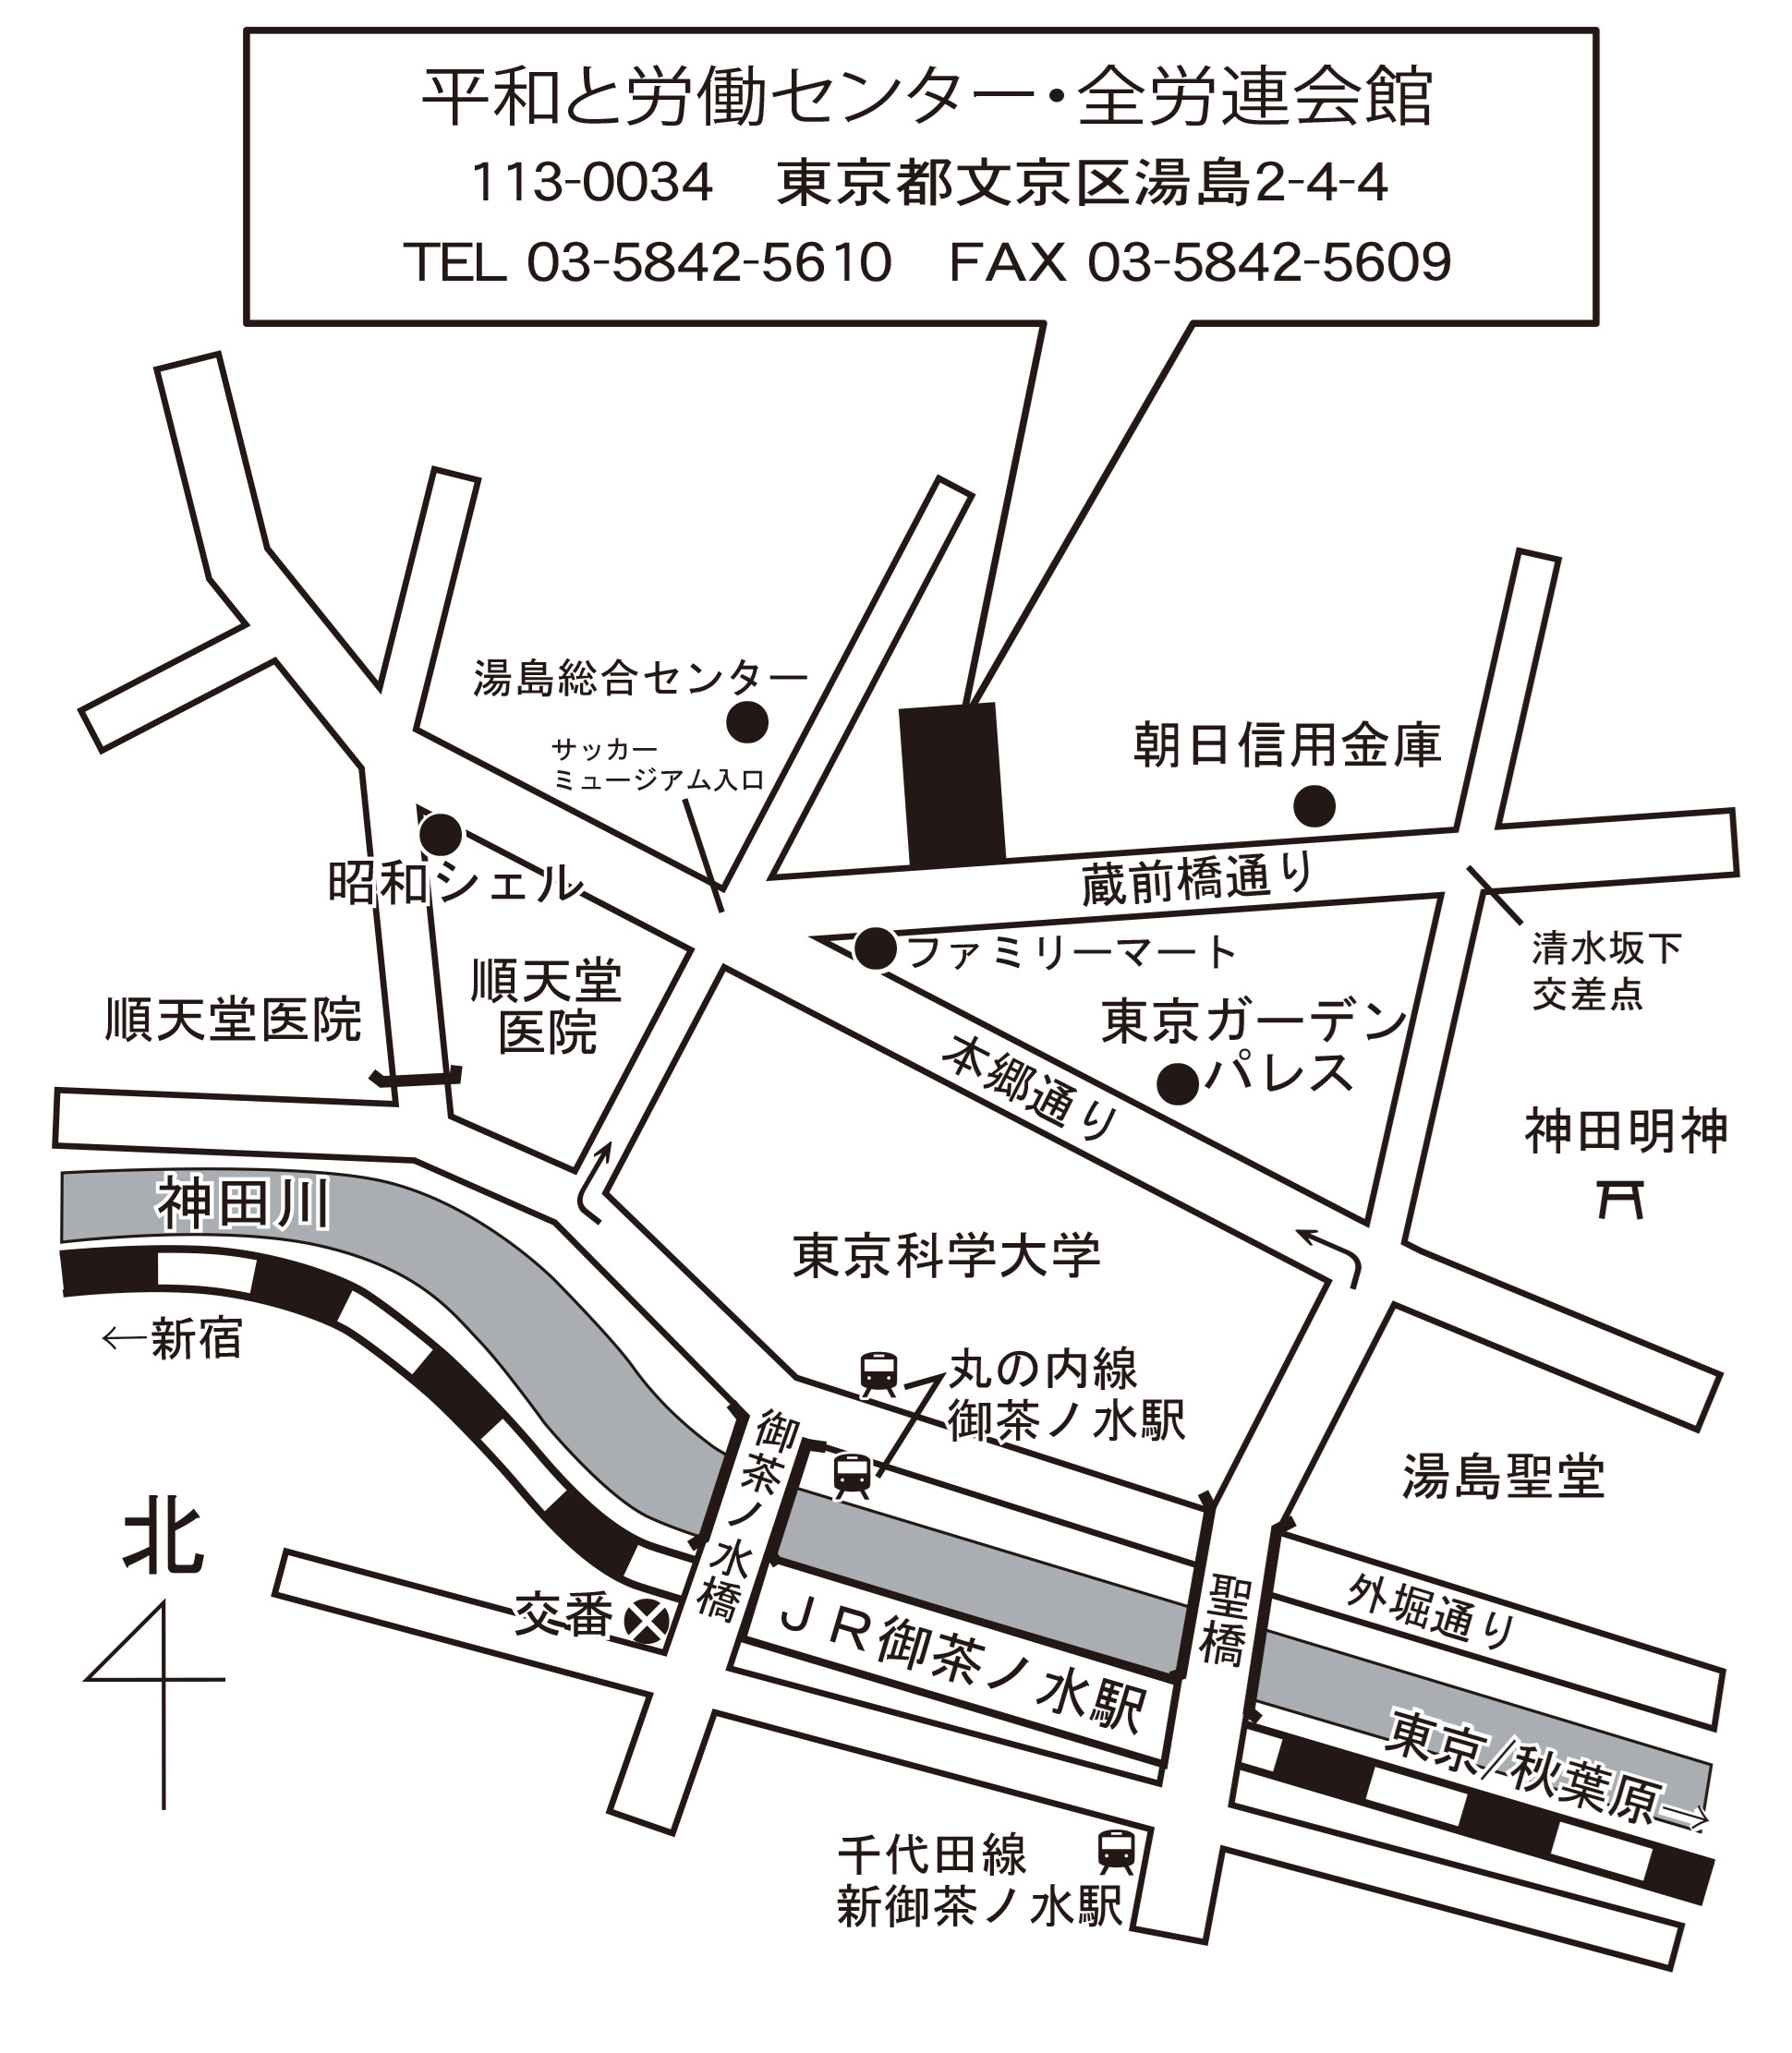 平和と労働センター・全労連会館
113-0034　東京都文京区湯島2-4-4
TEL 03-5842-5610　FAX 03-5842-5609
湯島総合センター
サッカー
ミュージアム入口
朝日信用金庫
昭和シェル
蔵前橋通り
ファミリーマート
清水坂下
交差点
順天堂
医院
順天堂医院
東京ガーデン
パレス
本郷通り
神田明神
神田川
東京科学大学
←新宿
丸の内線
御茶ノ水駅
御茶ノ水橋
湯島聖堂
北
交番
聖橋
外堀通り
ＪＲ御茶ノ水駅
東京/秋葉原→
千代田線
新御茶ノ水駅